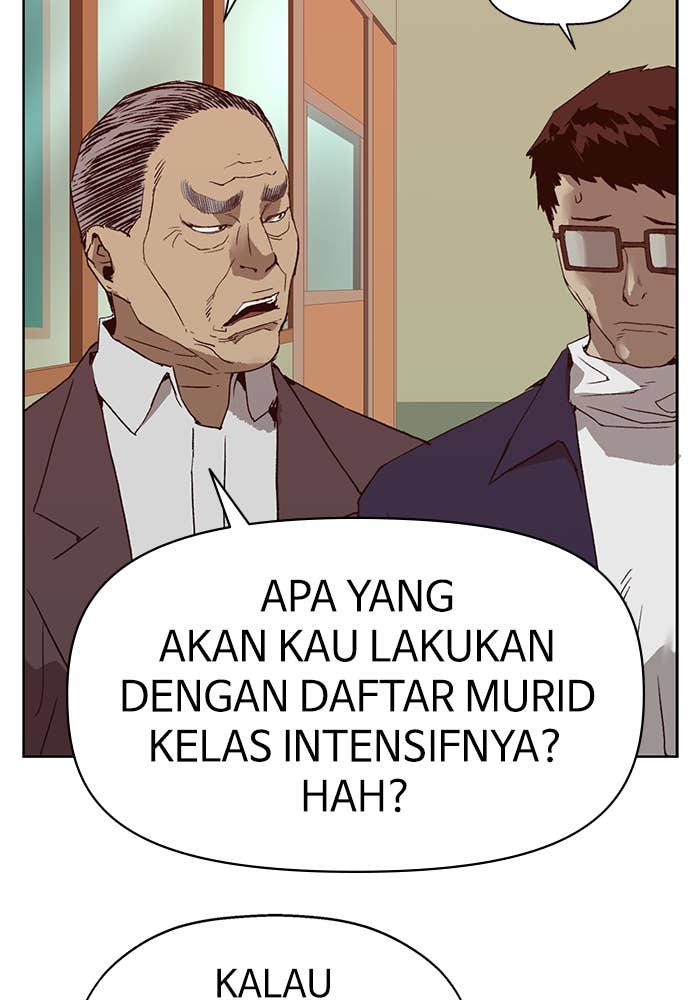 APA YANG
AKAN KAU LAKUKAN
DENGAN DAFTAR MURID
KELAS INTENSIFNYA?
HAH?
KALAU